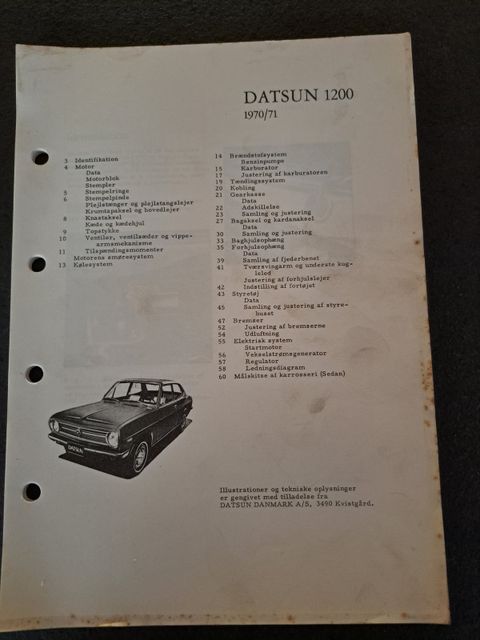 DATSUN 1200
1970/71
3 Identifikation
4 Motor
Data
Motorblok
Stempler
5 Stempelringe
6 Stempelpinde
Plejlstænger og plejlstangslejer
Krumtapaksel og hovedlejer
8 Knastaksel
Kæde og kædehjul
9 Topstykke
10 Ventiler, ventilsæder og vippe-
armsmekanisme
11 Tilspændingsmomenter
Motorens smøresystem
13 Kølesystem
14 Brændstofsystem
Benzinpumpe
15 Karburator
17 Justering af karburatoren
19 Tændingssystem
20 Kobling
21 Gearkasse
Data
22 Adskillelse
23 Samling og justering
27 Bagaksel og kardanaksel
Data
30 Samling og justering
33 Baghjulsophæng
35 Forhjulsophæng
Data
39 Samling af fjederbenet
41 Tværsvingarm og underste kug-
leled
Justering af forhjulslejer
42 Indstilling af fortøjet
43 Styretøj
Data
45 Samling og justering af styre-
huset
47 Bremser
52 Justering af bremserne
54 Udluftning
55 Elektrisk system
Startmotor
56 Vekselstrømsgenerator
57 Regulator
58 Ledningsdiagram
60 Målskitse af karrosseri (Sedan)
DATSUN
Illustrationer og tekniske oplysninger
er gengivet med tilladelse fra
DATSUN DANMARK A/S, 3490 Kvistgård.